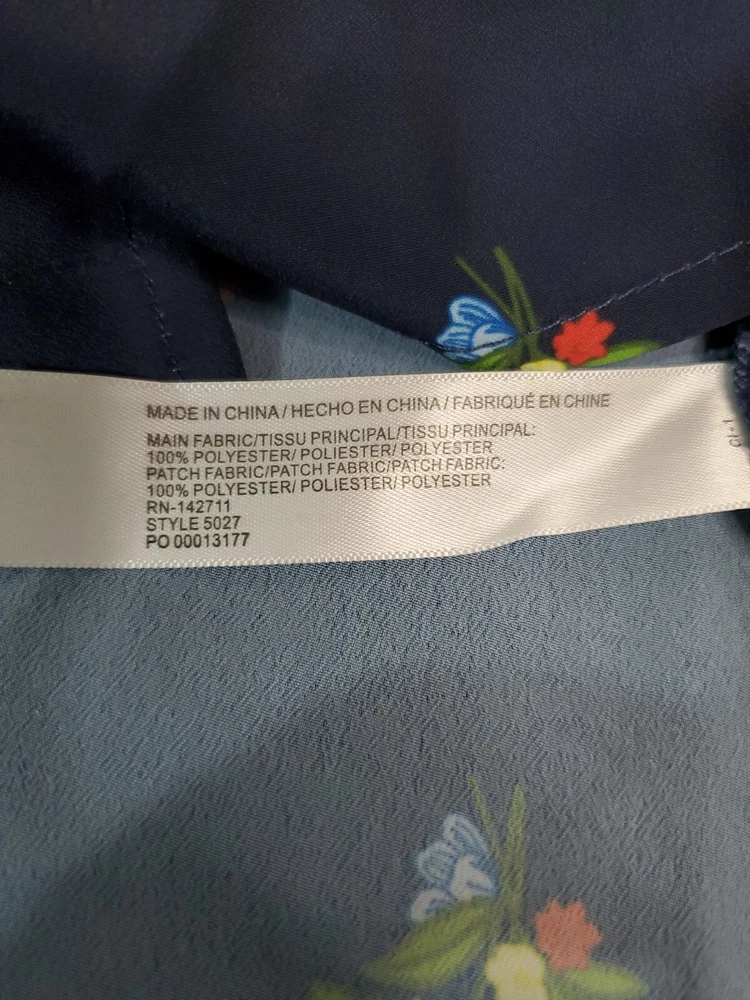 MADE IN CHINA / HECHO EN CHINA / FABRIQUÉ EN CHINE
MAIN FABRIC/TISSU PRINCIPAL/TISSU PRINCIPAL:
100% POLYESTER/ POLIESTER/ POLYESTER
PATCH FABRIC/PATCH FABRIC/PATCH FABRIC:
100% POLYESTER/ POLIESTER/ POLYESTER
RN-142711
STYLE 5027
PO 00013177